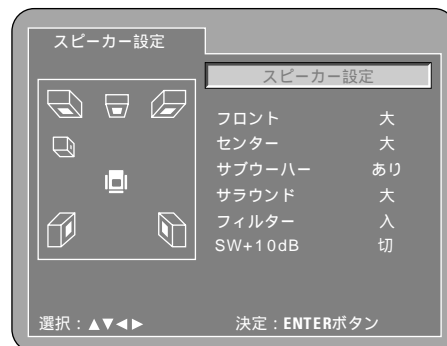 スピーカー設定
スピーカー設定
フロント 大
センター 大
サブウーハー あり
サラウンド 大
フィルター 入
SW+10dB 切
選択：▲▼◀▶ 決定：ENTERボタン